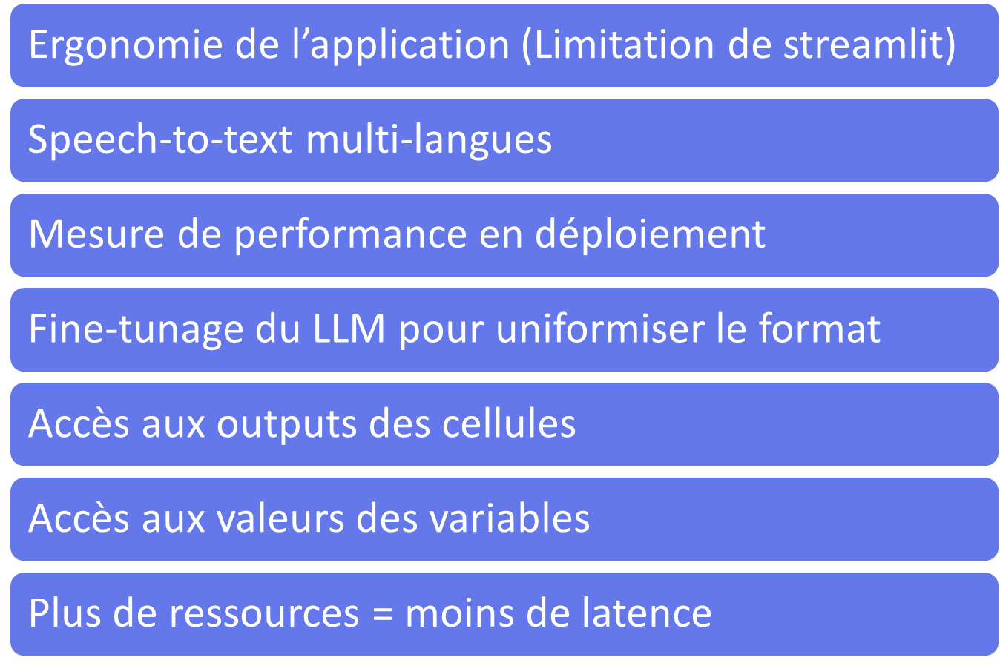 Ergonomie de l’application (Limitation de streamlit)
Speech-to-text multi-langues
Mesure de performance en déploiement
Fine-tunage du LLM pour uniformiser le format
Accès aux outputs des cellules
Accès aux valeurs des variables
Plus de ressources = moins de latence